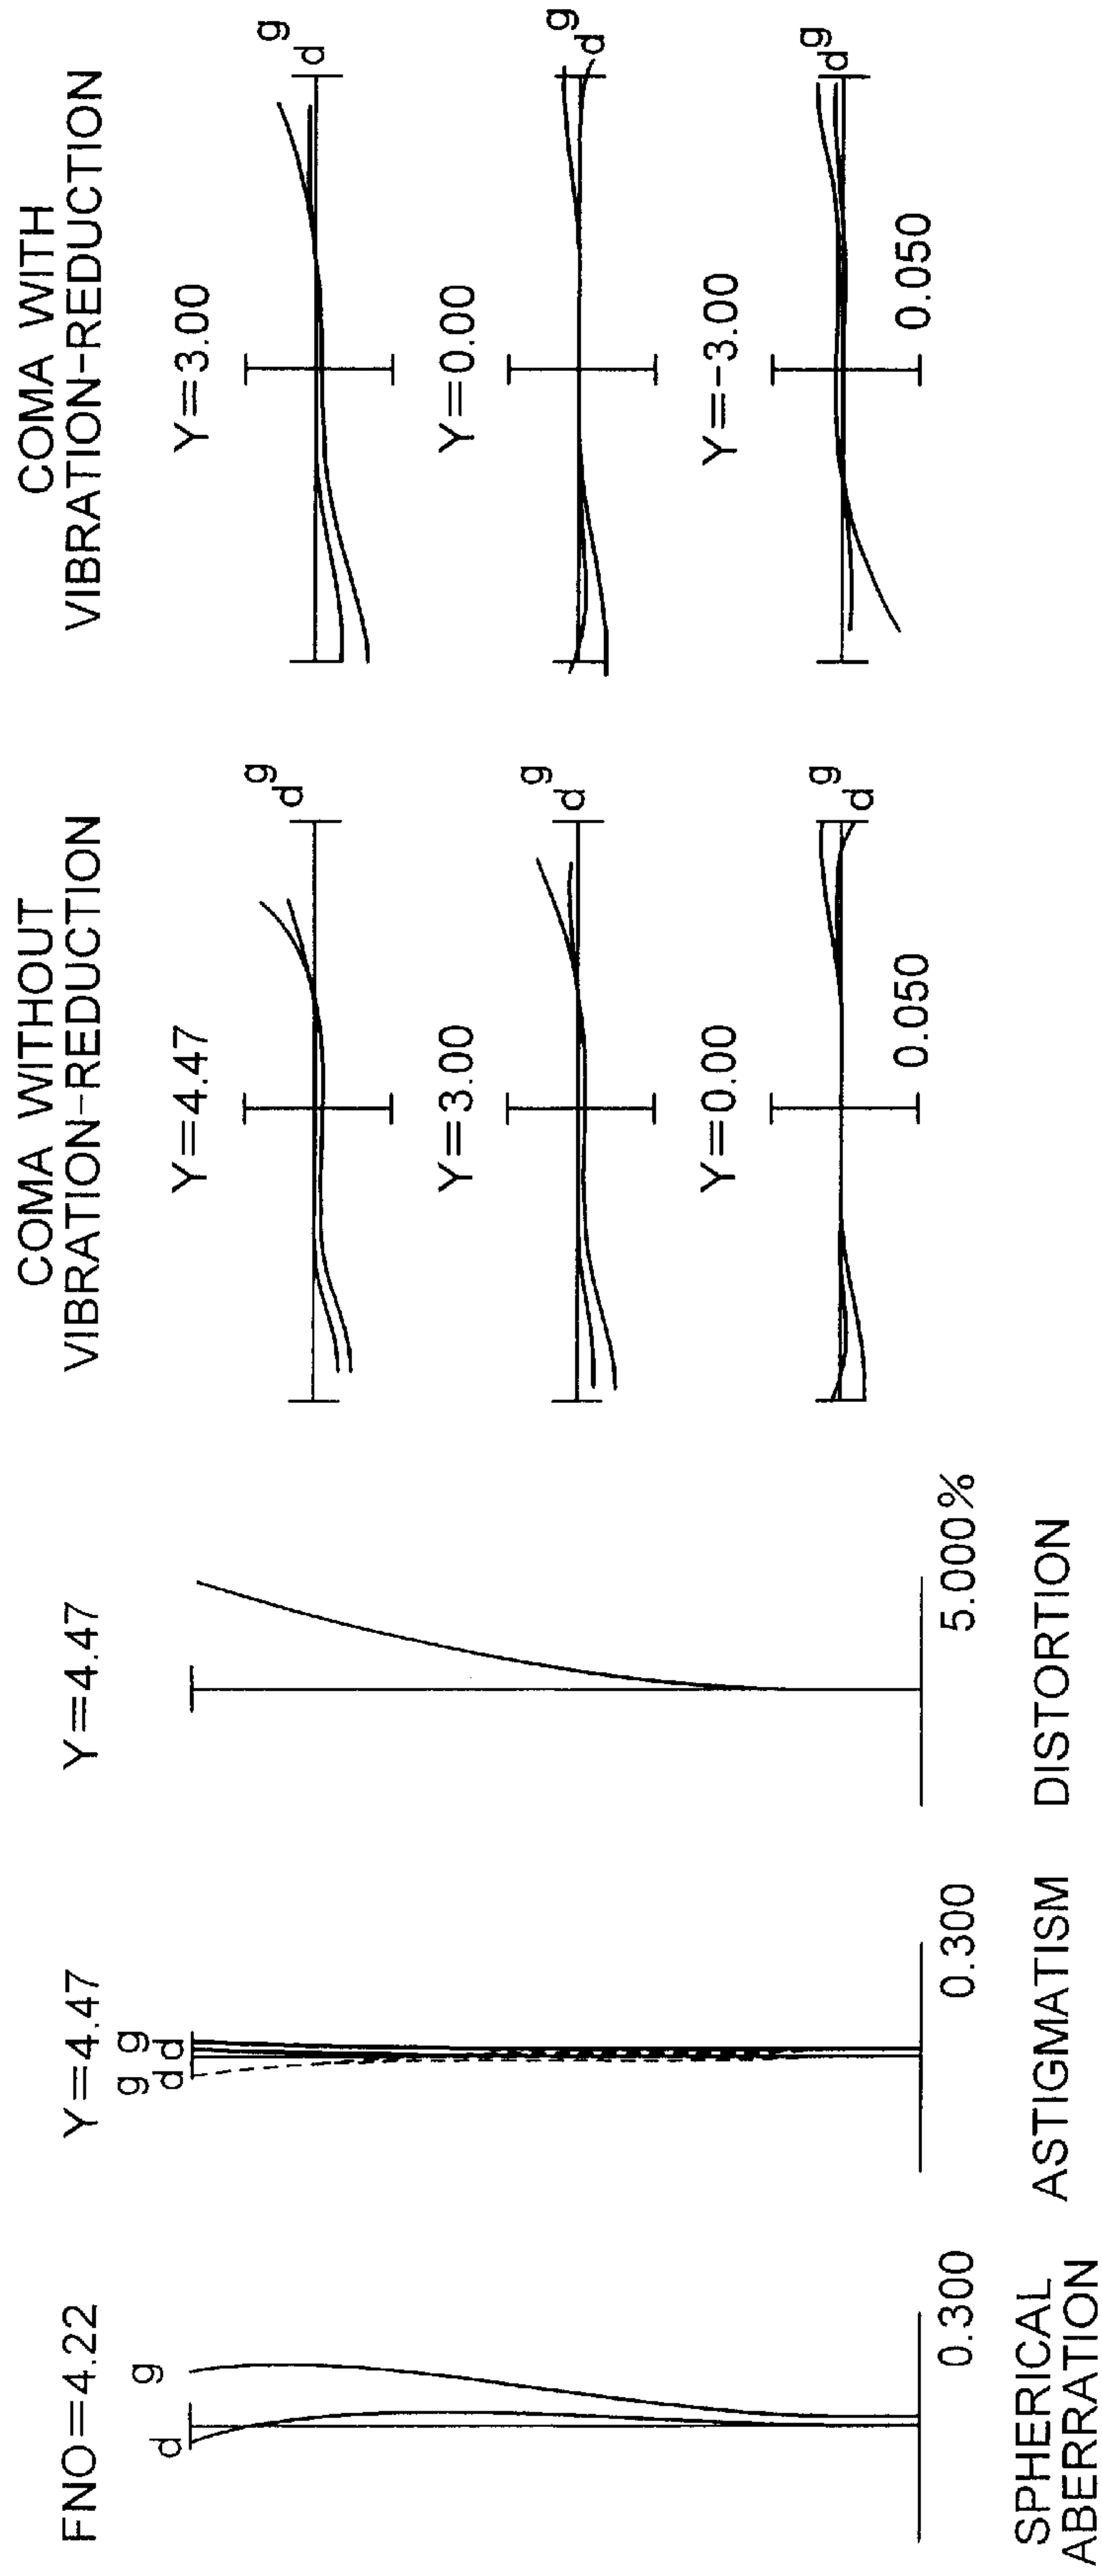 FNO=4.22
d
g
0.300
SPHERICAL
ABERRATION
Y=4.47
g
d
g
d
0.300
ASTIGMATISM
Y=4.47
5.000%
DISTORTION
COMA WITHOUT
VIBRATION-REDUCTION
Y=4.47
g
d
Y=3.00
g
d
Y=0.00
g
d
0.050
COMA WITH
VIBRATION-REDUCTION
Y=3.00
g
d
Y=0.00
g
d
Y=-3.00
g
d
0.050